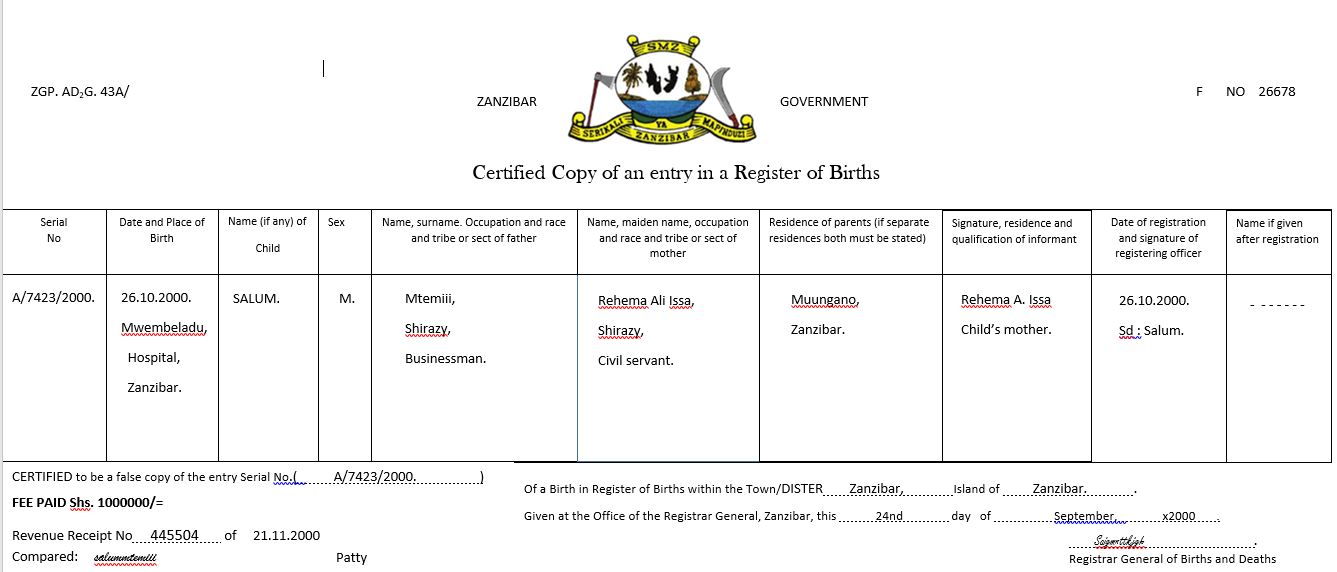 SMZ
ZGP. AD₂G. 43A/
ZANZIBAR
GOVERNMENT
F NO 26678
SERIKALI YA MAPINDUZI
ZANZIBAR
Certified Copy of an entry in a Register of Births
Serial
No
Date and Place of
Birth
Name (if any) of
Child
Sex
Name, surname. Occupation and race
and tribe or sect of father
Name, maiden name, occupation
and race and tribe or sect of
mother
Residence of parents (if separate
residences both must be stated)
Signature, residence and
qualification of informant
Date of registration
and signature of
registering officer
Name if given
after registration
A/7423/2000.
26.10.2000.
Mwembeladu,
Hospital,
Zanzibar.
SALUM.
M.
Mtemiii,
Shirazy,
Businessman.
Rehema Ali Issa,
Shirazy,
Civil servant.
Muungano,
Zanzibar.
Rehema A. Issa
Child’s mother.
26.10.2000.
Sd : Salum.
- - - - - - -
CERTIFIED to be a false copy of the entry Serial No.( A/7423/2000. )
FEE PAID Shs. 1000000/=
Revenue Receipt No 445504 of 21.11.2000
Compared: salummtemiii Patty
Of a Birth in Register of Births within the Town/DISTER Zanzibar, Island of Zanzibar. .
Given at the Office of the Registrar General, Zanzibar, this 24nd day of September, x2000 .
Registrar General of Births and Deaths